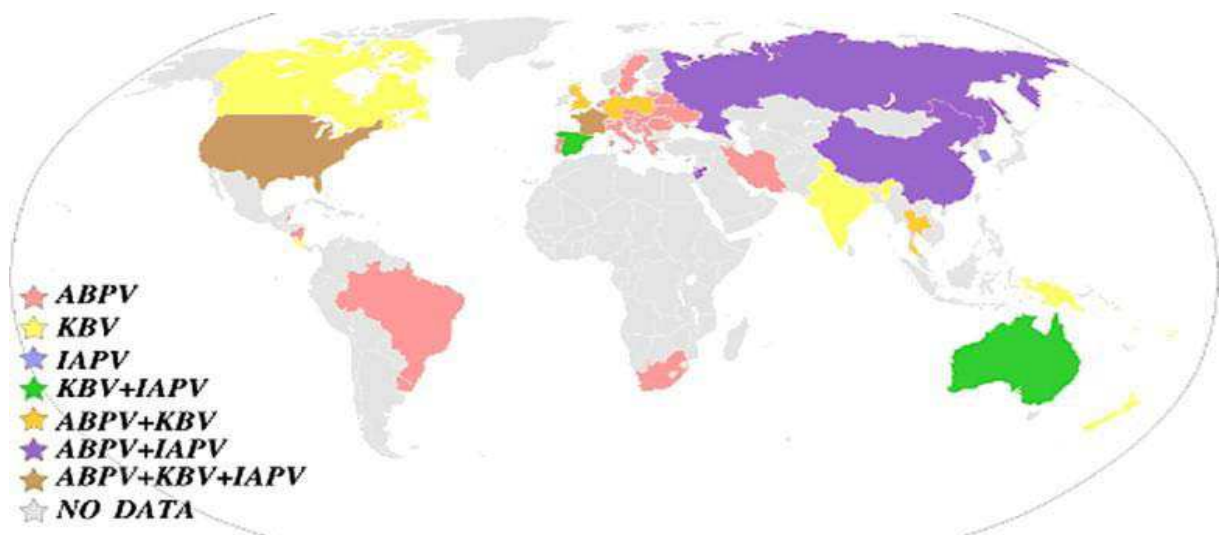 ABPV
KBV
IAPV
KBV+IAPV
ABPV+KBV
ABPV+IAPV
ABPV+KBV+IAPV
NO DATA